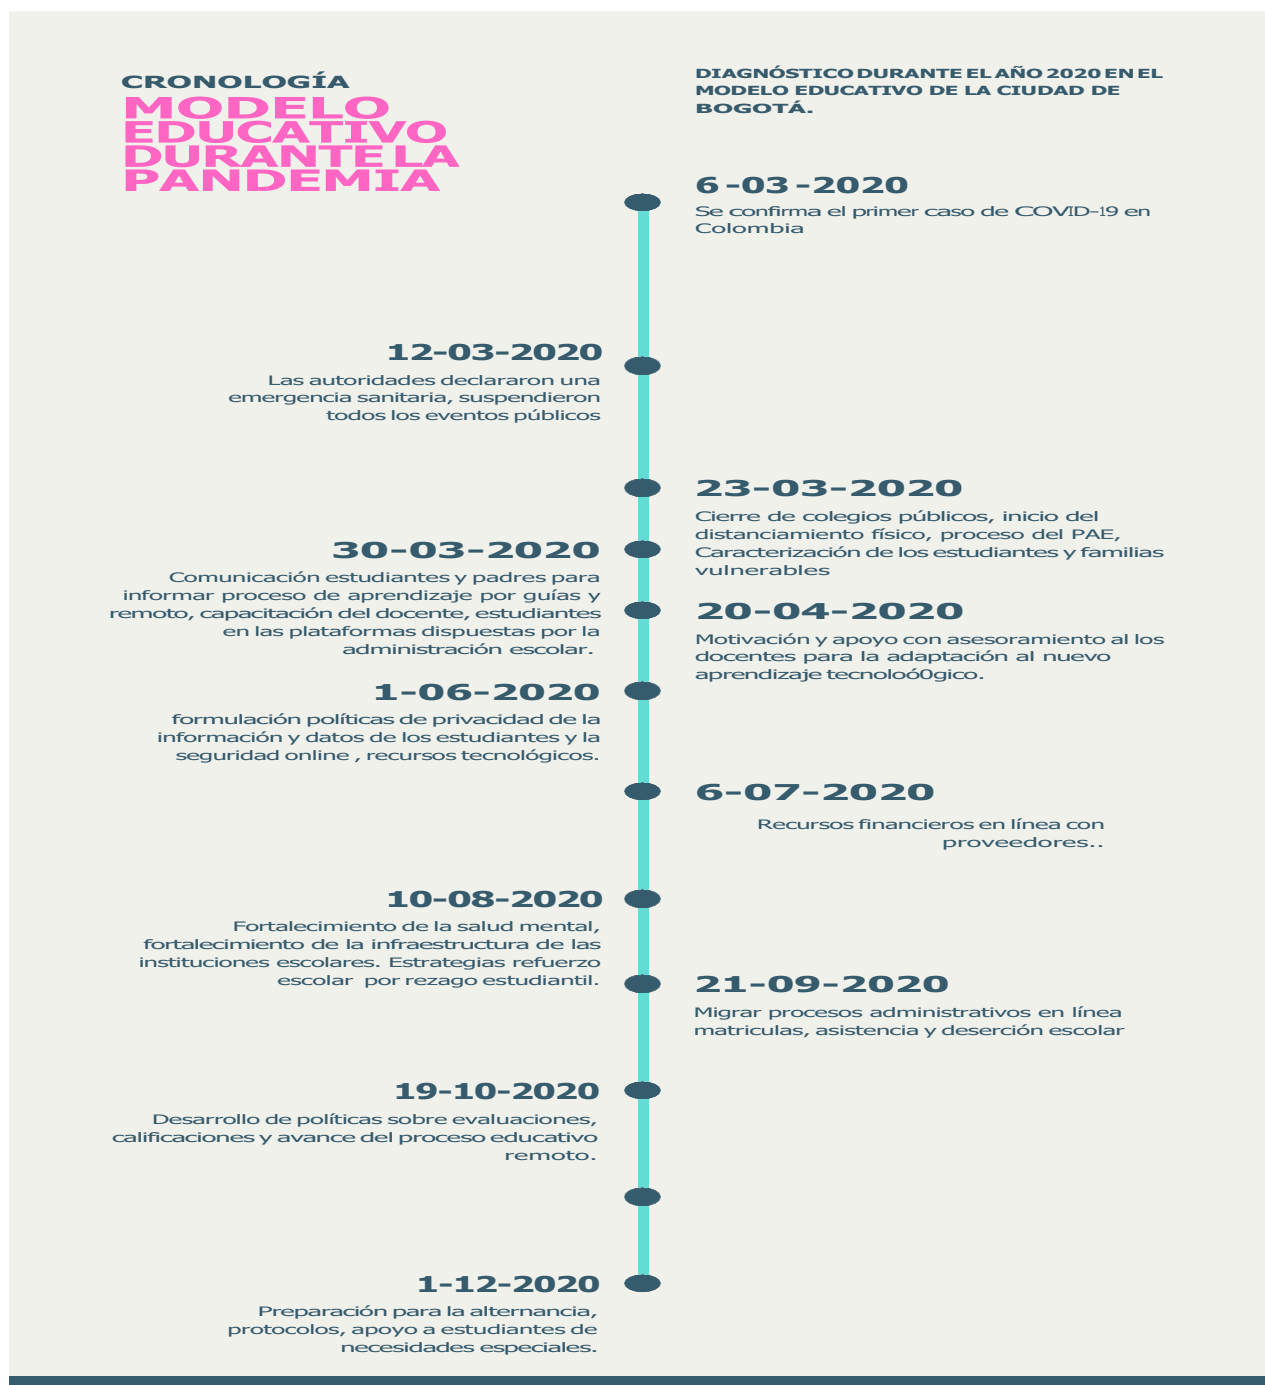 CRONOLOGÍA
MODELO
EDUCATIVO
DURANTE LA
PANDEMIA
DIAGNÓSTICO DURANTE EL AÑO 2020 EN EL
MODELO EDUCATIVO DE LA CIUDAD DE
BOGOTÁ.
6-03-2020
Se confirma el primer caso de COVID-19 en
Colombia
12-03-2020
Las autoridades declararon una
emergencia sanitaria, suspendieron
todos los eventos públicos
23-03-2020
Cierre de colegios públicos, inicio del
distanciamiento físico, proceso del PAE,
Caracterización de los estudiantes y familias
vulnerables
30-03-2020
Comunicación estudiantes y padres para
informar proceso de aprendizaje por guías y
remoto, capacitación del docente, estudiantes
en las plataformas dispuestas por la
administración escolar.
20-04-2020
Motivación y apoyo con asesoramiento al los
docentes para la adaptación al nuevo
aprendizaje tecnoloó0gico.
1-06-2020
formulación políticas de privacidad de la
información y datos de los estudiantes y la
seguridad online , recursos tecnológicos.
6-07-2020
Recursos financieros en línea con
proveedores..
10-08-2020
Fortalecimiento de la salud mental,
fortalecimiento de la infraestructura de las
instituciones escolares. Estrategias refuerzo
escolar por rezago estudiantil.
21-09-2020
Migrar procesos administrativos en línea
matriculas, asistencia y deserción escolar
19-10-2020
Desarrollo de políticas sobre evaluaciones,
calificaciones y avance del proceso educativo
remoto.
1-12-2020
Preparación para la alternancia,
protocolos, apoyo a estudiantes de
necesidades especiales.